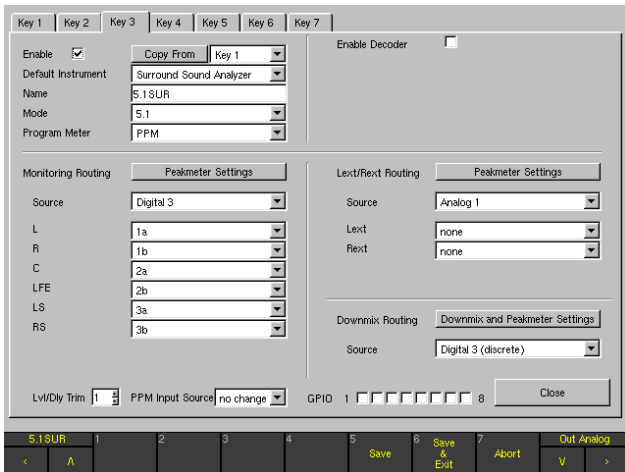 Key 1 Key 2 Key 3 Key 4 Key 5 Key 6 Key 7
Enable Copy From Key 1 Enable Decoder
Default Instrument Surround Sound Analyzer
Name 5.1SUR
Mode 5.1
Program Meter PPM
Monitoring Routing Peakmeter Settings Lext/Rext Routing Peakmeter Settings
Source Digital 3 Source Analog 1
L 1a Lext none
R 1b Rext none
C 2a
LFE 2b
LS 3a Downmix Routing Downmix and Peakmeter Settings
RS 3b
Source Digital 3 (discrete)
Lvl/Dly Trim 1 PPM Input Source no change GPIO 1 8 Close
5.1SUR 1 2 3 4 5 Save 6 Save & Exit 7 Abort Out Analog
< Λ V >